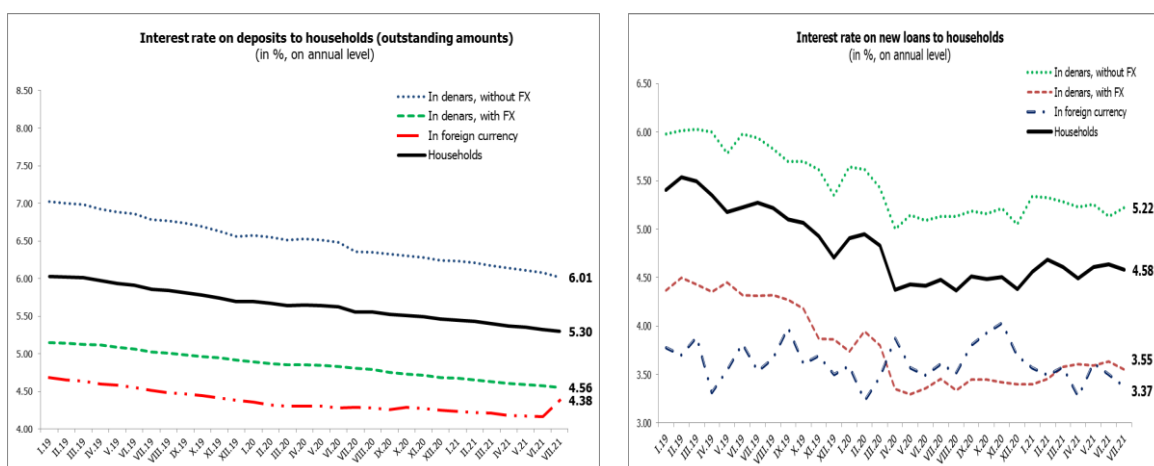 Interest rate on deposits to households (outstanding amounts)
(in %, on annual level)
8.50
8.00
7.50
7.00
6.50
6.00
5.50
5.00
4.50
4.00
In denars, without FX
In denars, with FX
In foreign currency
Households
6.01
5.30
4.56
4.38
I.19 II.19 III.19 IV.19 V.19 VI.19 VII.19 VIII.19 IX.19 X.19 XI.19 XII.19 I.20 II.20 III.20 IV.20 V.20 VI.20 VII.20 VIII.20 IX.20 X.20 XI.20 XII.20 I.21 II.21 III.21 IV.21 V.21 VI.21 VII.21
Interest rate on new loans to households
(in %, on annual level)
6.50
6.00
5.50
5.00
4.50
4.00
3.50
3.00
In denars, without FX
In denars, with FX
In foreign currency
Households
5.22
4.58
3.55
3.37
I.19 II.19 III.19 IV.19 V.19 VI.19 VII.19 VIII.19 IX.19 X.19 XI.19 XII.19 I.20 II.20 III.20 IV.20 V.20 VI.20 VII.20 VIII.20 IX.20 X.20 XI.20 XII.20 I.21 II.21 III.21 IV.21 V.21 VI.21 VII.21